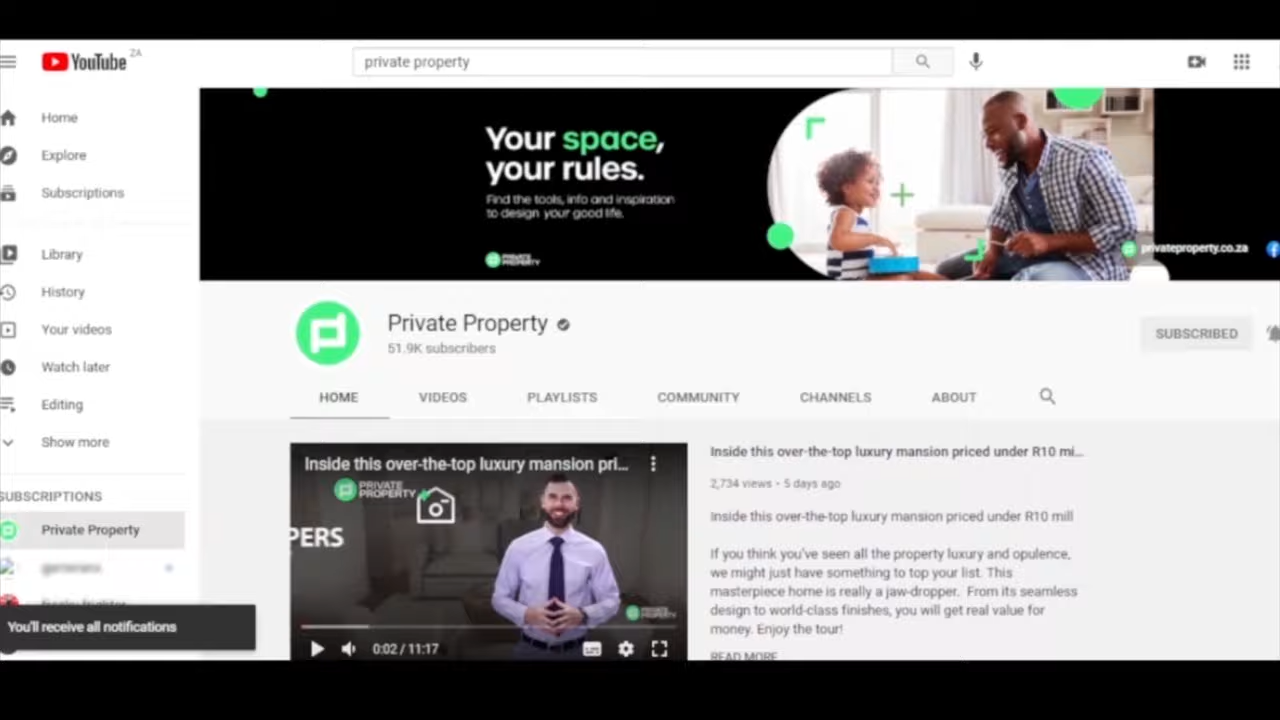 YouTube ZA
private property
Home
Explore
Subscriptions
Library
History
Your videos
Watch later
Editing
Show more
SUBSCRIPTIONS
Private Property
You'll receive all notifications
Your space,
your rules.
Find the tools, info and inspiration
to design your good life.
PRIVATE
PROPERTY
privateproperty.co.za
Private Property
51.9K subscribers
SUBSCRIBED
HOME VIDEOS PLAYLISTS COMMUNITY CHANNELS ABOUT
Inside this over-the-top luxury mansion pri...
PRIVATE
PROPERTY
PERS
PRIVATE
PROPERTY
0:02 / 11:17
Inside this over-the-top luxury mansion priced under R10 mi...
2,734 views • 5 days ago
Inside this over-the-top luxury mansion priced under R10 mill
If you think you've seen all the property luxury and opulence,
we might just have something to top your list. This
masterpiece home is really a jaw-dropper. From its seamless
design to world-class finishes, you will get real value for
money. Enjoy the tour!
READ MORE